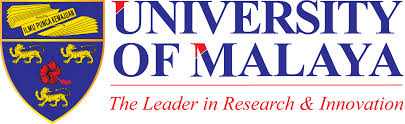 ILMU PUNCA KEMAJUAN
UNIVERSITY
OF MALAYA
The Leader in Research & Innovation